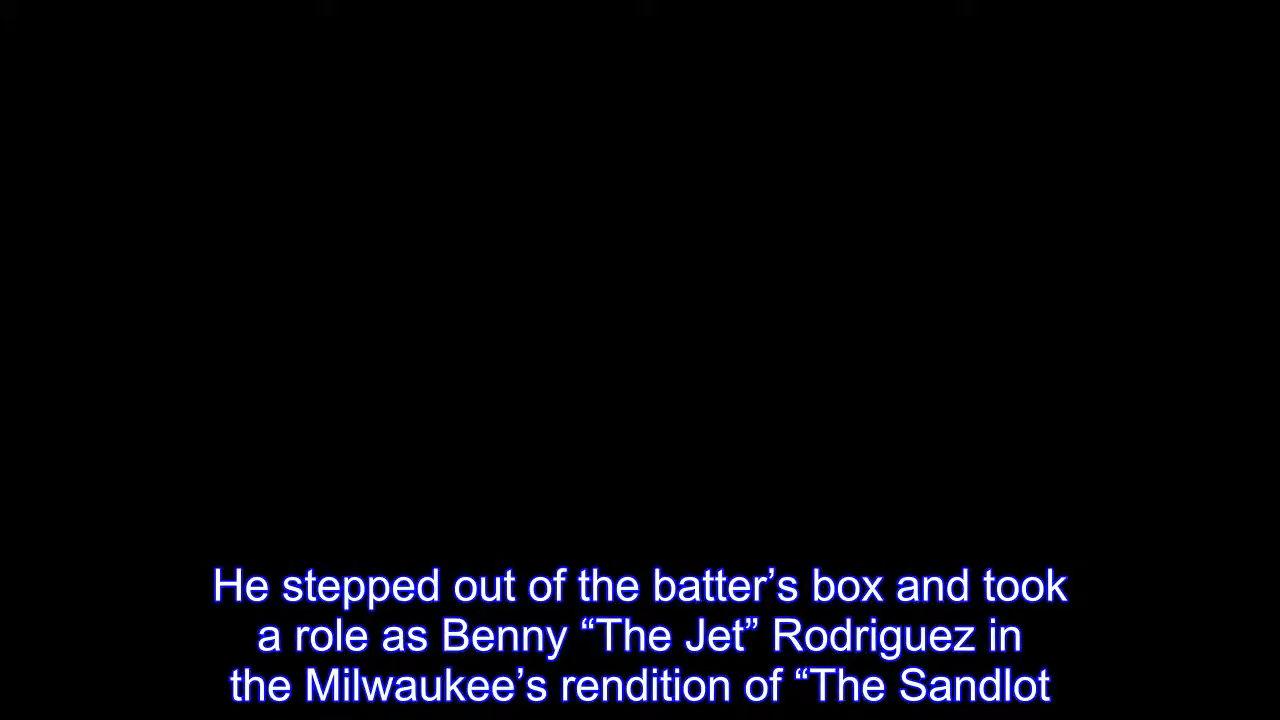 He stepped out of the batter’s box and took
a role as Benny “The Jet” Rodriguez in
the Milwaukee’s rendition of “The Sandlot